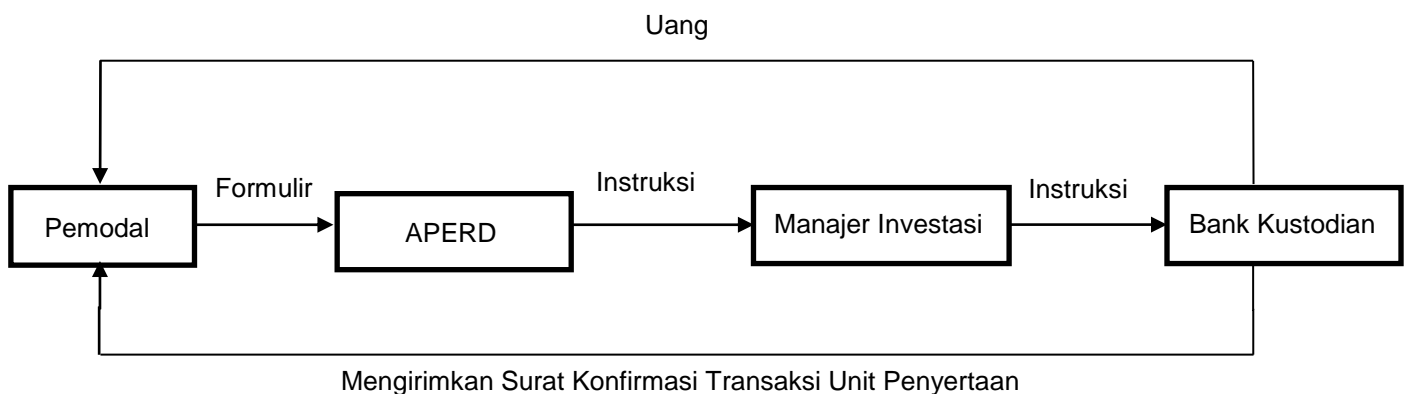 Uang
Formulir
Instruksi
Instruksi
Pemodal
APERD
Manajer Investasi
Bank Kustodian
Mengirimkan Surat Konfirmasi Transaksi Unit Penyertaan